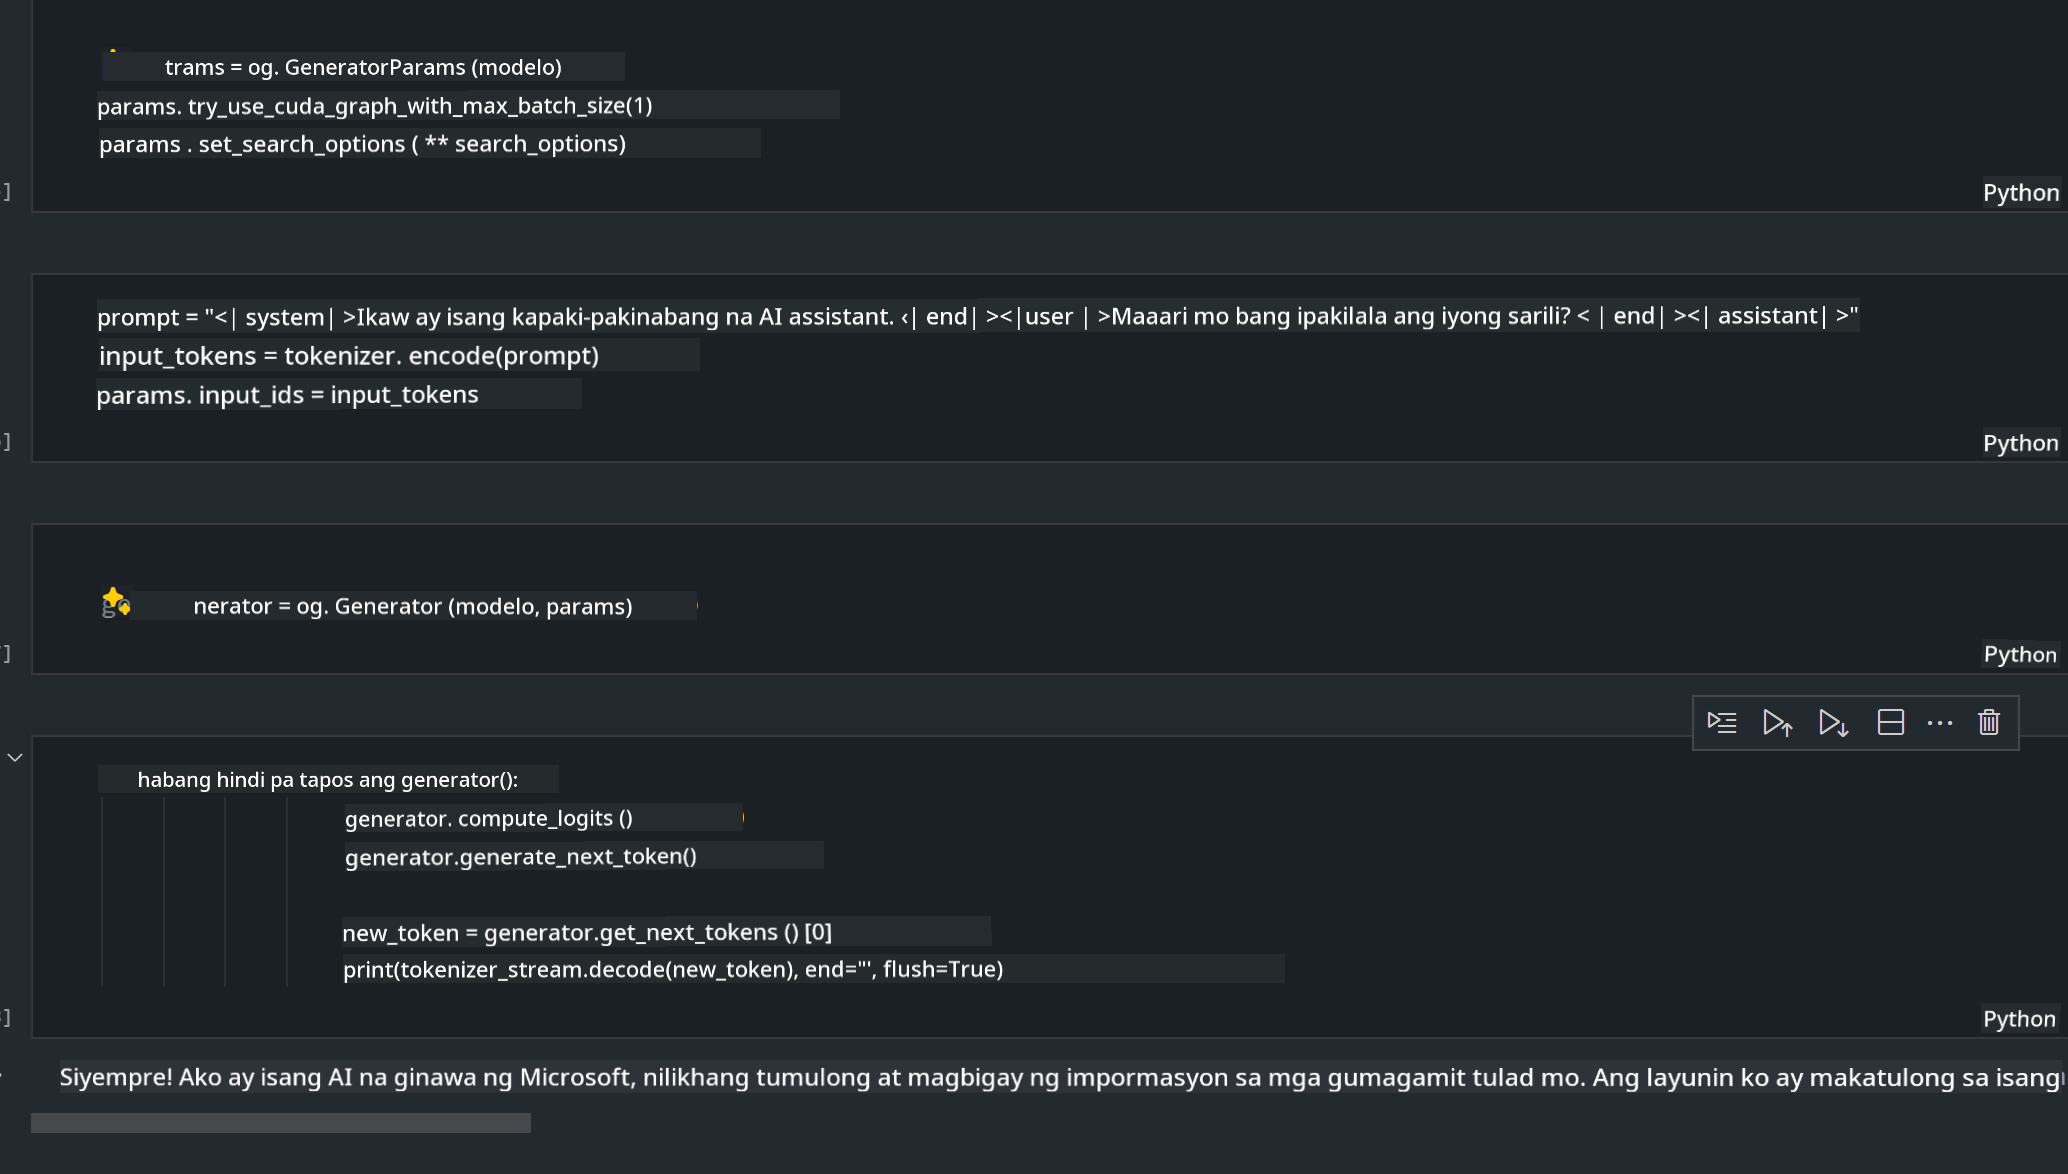 trams = og. GeneratorParams (modelo)
params. try_use_cuda_graph_with_max_batch_size(1)
params . set_search_options ( ** search_options)
]
Python
prompt = "<| system| >Ikaw ay isang kapaki-pakinabang na AI assistant. ‹| end| ><|user | >Maaari mo bang ipakilala ang iyong sarili? < | end| ><| assistant| >"
input_tokens = tokenizer. encode(prompt)
params. input_ids = input_tokens
]
Python
nerator = og. Generator (modelo, params)
]
Python
habang hindi pa tapos ang generator():
generator. compute_logits ()
generator.generate_next_token()
new_token = generator.get_next_tokens () [0]
print(tokenizer_stream.decode(new_token), end="', flush=True)
]
Python
Siyempre! Ako ay isang AI na ginawa ng Microsoft, nilikhang tumulong at magbigay ng impormasyon sa mga gumagamit tulad mo. Ang layunin ko ay makatulong sa isang